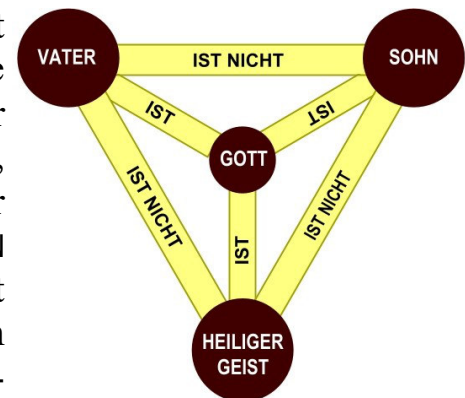 t
VATER
IST NICHT
SOHN
e
r
IST
IST
,
GOTT
r
IST NICHT
IST
IST NICHT
N
t
n
HEILIGER
GEIST
-